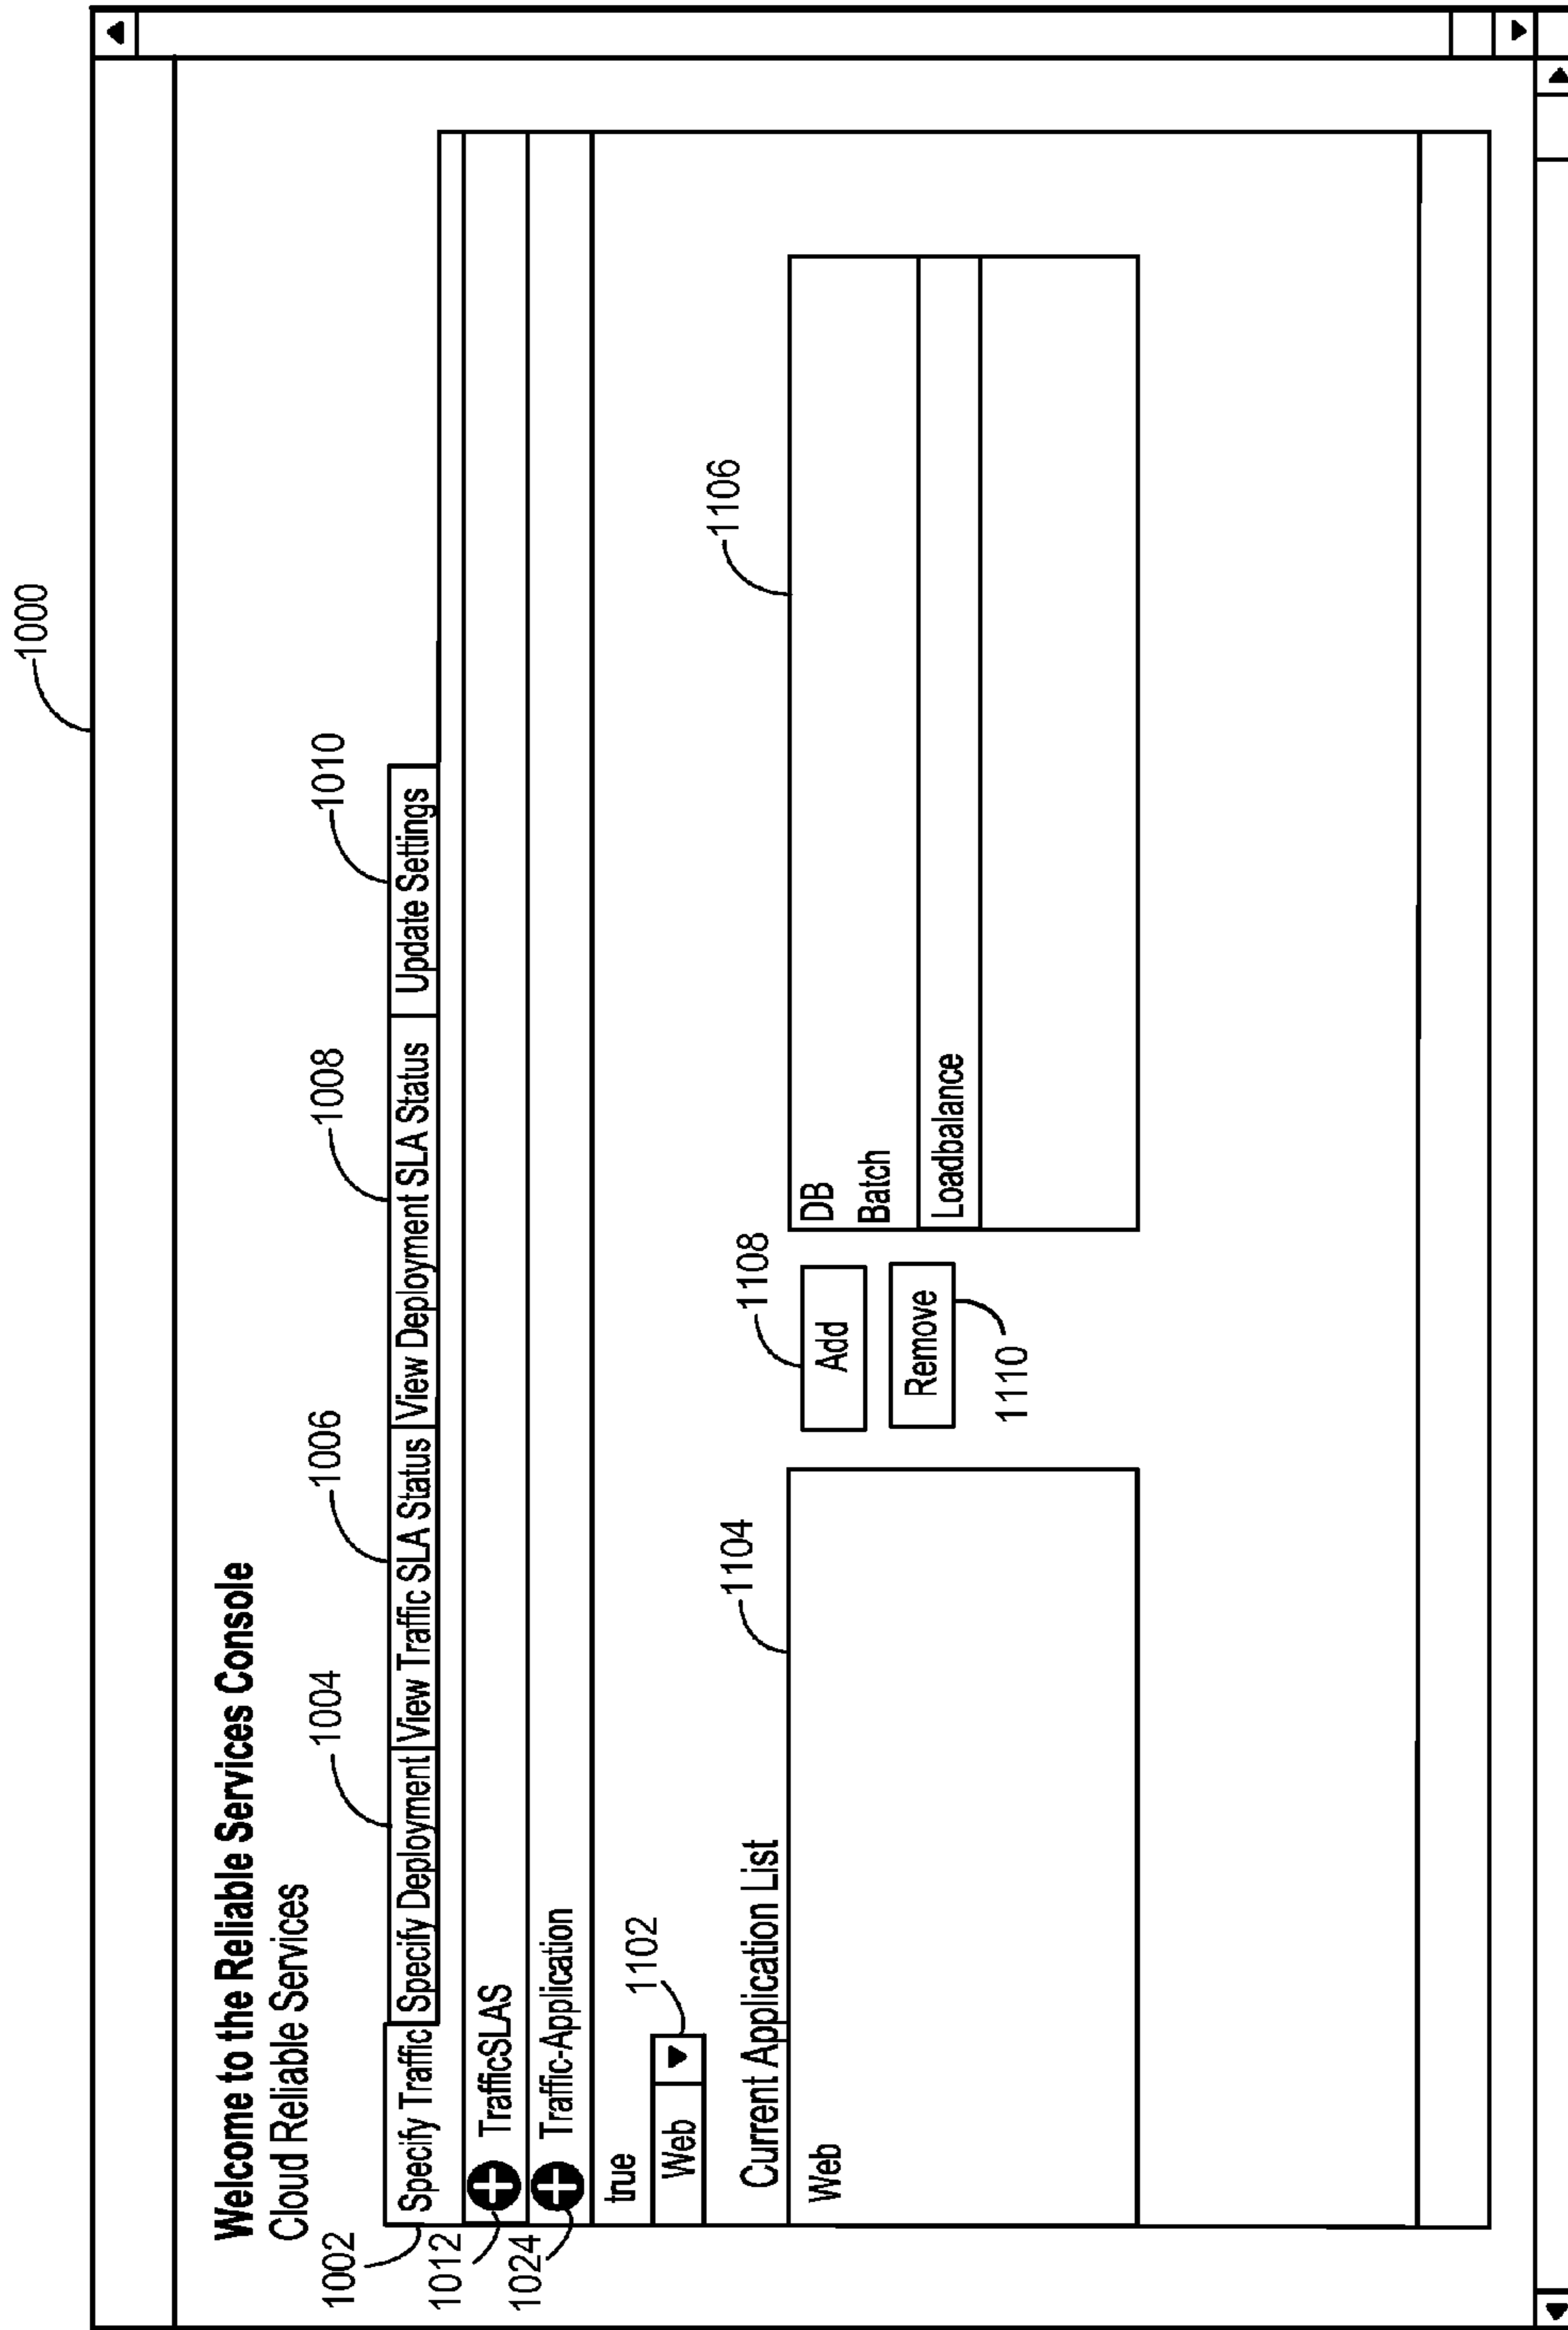 1000
Welcome to the Reliable Services Console
Cloud Reliable Services
1002
1004
1006
1008
1010
Specify Traffic
Specify Deployment
View Traffic SLA Status
View Deployment SLA Status
Update Settings
1012
TrafficSLAS
1024
Traffic-Application
true
Web
1102
Current Application List
1104
Web
1108
Add
Remove
1110
1106
DB
Batch
Loadbalance